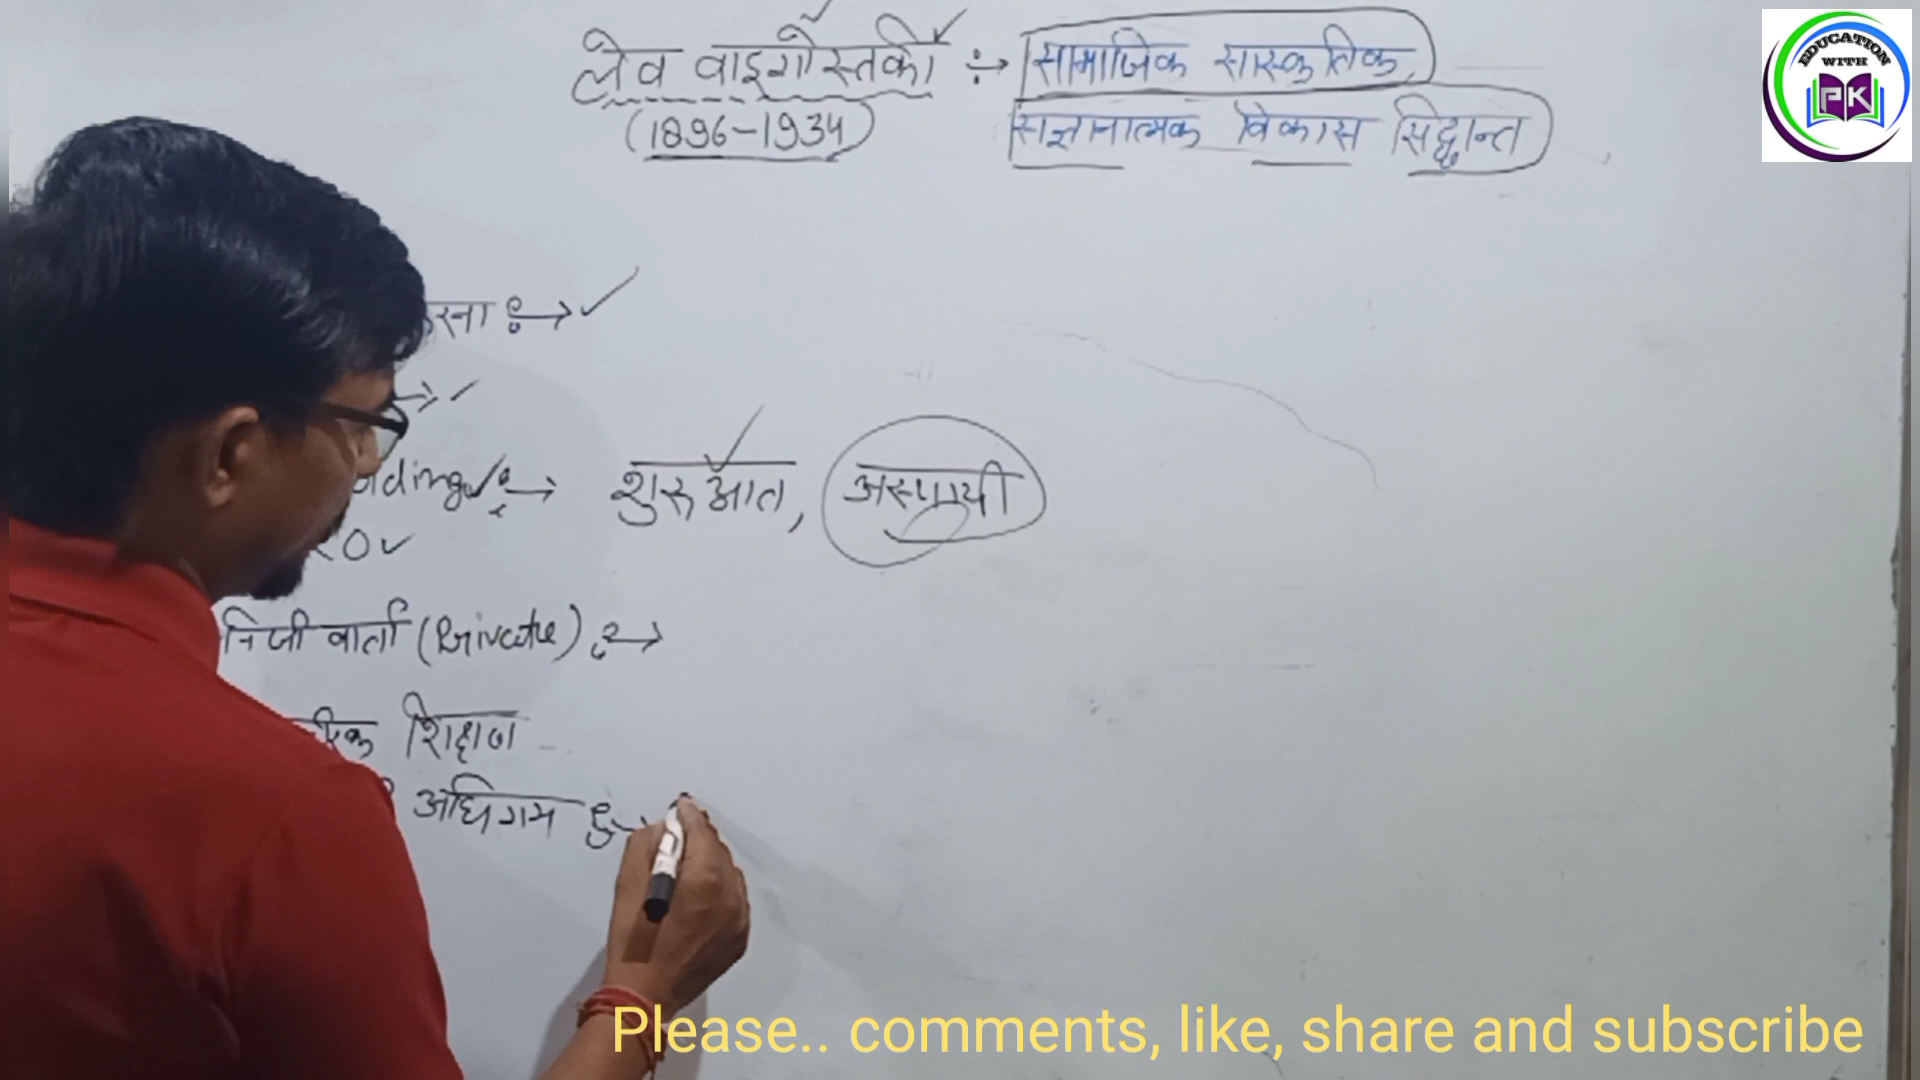 लेव वाइगोत्सकी :→ सामाजिक सास्कृतिक,
(1896-1934) संज्ञानात्मक विकास सिद्धान्त
EDUCATION
WITH
PK
रना :→
→
ding :→ शुरुआत, अस्थायी
O
निजी वार्ता (Private) :→
रिक शिक्षण
अधिगम :→
Please.. comments, like, share and subscribe